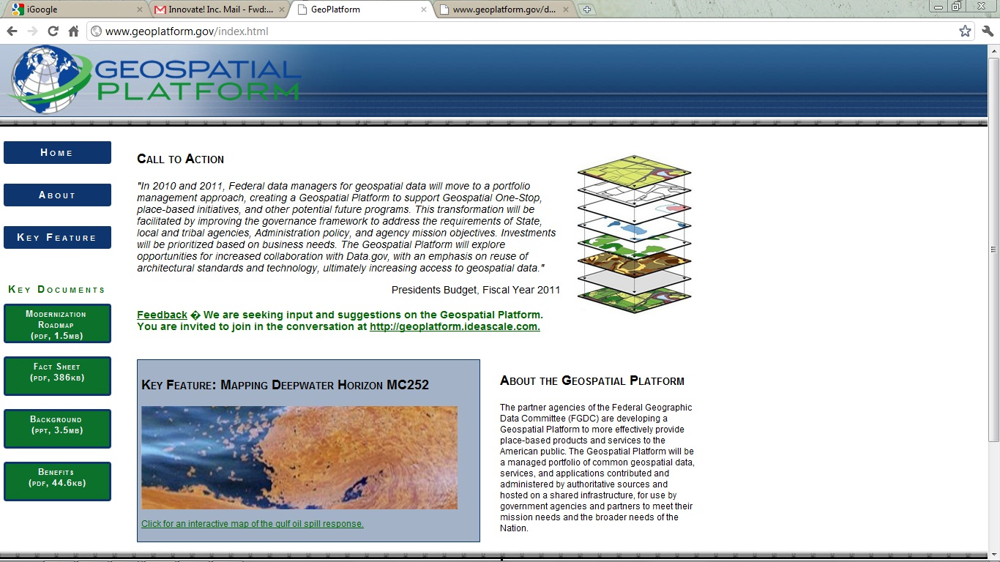 iGoogle
Innovate! Inc. Mail - Fwd:...
GeoPlatform
www.geoplatform.gov/d...
www.geoplatform.gov/index.html
GEOSPATIAL
PLATFORM
HOME
ABOUT
KEY FEATURE
KEY DOCUMENTS
MODERNIZATION
ROADMAP
(PDF, 1.5MB)
FACT SHEET
(PDF, 386KB)
BACKGROUND
(PPT, 3.5MB)
BENEFITS
(PDF, 44.6KB)
CALL TO ACTION
"In 2010 and 2011, Federal data managers for geospatial data will move to a portfolio
management approach, creating a Geospatial Platform to support Geospatial One-Stop,
place-based initiatives, and other potential future programs. This transformation will be
facilitated by improving the governance framework to address the requirements of State,
local and tribal agencies, Administration policy, and agency mission objectives. Investments
will be prioritized based on business needs. The Geospatial Platform will explore
opportunities for increased collaboration with Data.gov, with an emphasis on reuse of
architectural standards and technology, ultimately increasing access to geospatial data."
Presidents Budget, Fiscal Year 2011
Feedback � We are seeking input and suggestions on the Geospatial Platform.
You are invited to join in the conversation at http://geoplatform.ideascale.com.
KEY FEATURE: MAPPING DEEPWATER HORIZON MC252
Click for an interactive map of the gulf oil spill response.
ABOUT THE GEOSPATIAL PLATFORM
The partner agencies of the Federal Geographic
Data Committee (FGDC) are developing a
Geospatial Platform to more effectively provide
place-based products and services to the
American public. The Geospatial Platform will be
a managed portfolio of common geospatial data,
services, and applications contributed and
administered by authoritative sources and
hosted on a shared infrastructure, for use by
government agencies and partners to meet their
mission needs and the broader needs of the
Nation.